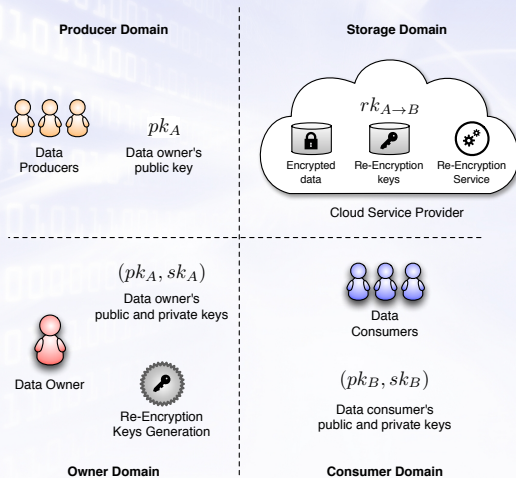 Producer Domain
Data
Producers
pk_A
Data owner's
public key
Storage Domain
rk_{A→B}
Encrypted
data
Re-Encryption
keys
Re-Encryption
Service
Cloud Service Provider
(pk_A, sk_A)
Data owner's
public and private keys
Data Owner
Re-Encryption
Keys Generation
Owner Domain
Data
Consumers
(pk_B, sk_B)
Data consumer's
public and private keys
Consumer Domain